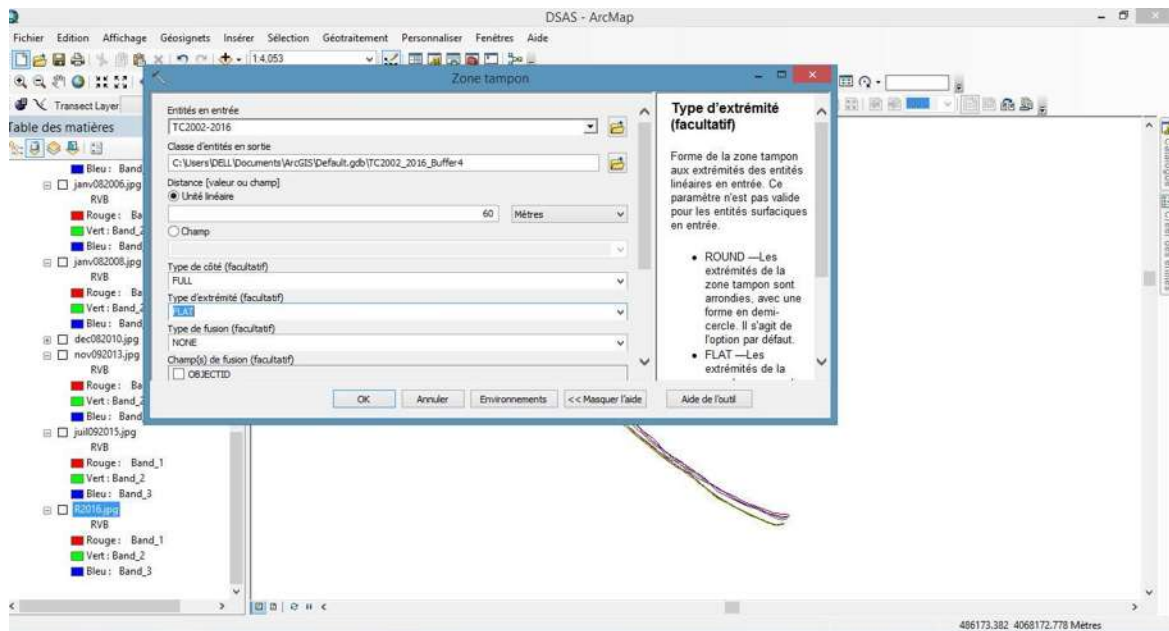 DSAS - ArcMap
Fichier Edition Affichage Géosignets Insérer Sélection Géotraitement Personnaliser Fenêtres Aide
1:4,053
Transect Layer
Table des matières
Bleu : Band
janv082006.jpg
RVB
Rouge : Ba
Vert : Band_2
Bleu : Band
janv082008.jpg
RVB
Rouge : Ba
Vert : Band_2
Bleu : Band
dec082010.jpg
nov092013.jpg
RVB
Rouge : Ba
Vert : Band_2
Bleu : Band
juil092015.jpg
RVB
Rouge : Band_1
Vert : Band_2
Bleu : Band_3
R2016.jpg
RVB
Rouge : Band_1
Vert : Band_2
Bleu : Band_3
Zone tampon
Entités en entrée
TC2002-2016
Classe d'entités en sortie
C:\Users\DELL\Documents\ArcGIS\Default.gdb\TC2002_2016_Buffer4
Distance [valeur ou champ]
Unité linéaire
60 Mètres
Champ
Type de côté (facultatif)
FULL
Type d'extrémité (facultatif)
FLAT
Type de fusion (facultatif)
NONE
Champ(s) de fusion (facultatif)
OBJECTID
OK Annuler Environnements << Masquer l'aide Aide de l'outil
Type d'extrémité
(facultatif)
Forme de la zone tampon
aux extrémités des entités
linéaires en entrée. Ce
paramètre n'est pas valide
pour les entités surfaciques
en entrée.
• ROUND —Les
extrémités de la
zone tampon sont
arrondies, avec une
forme en demi-
cercle. Il s'agit de
l'option par défaut.
• FLAT —Les
extrémités de la
486173.382 4068172.778 Mètres